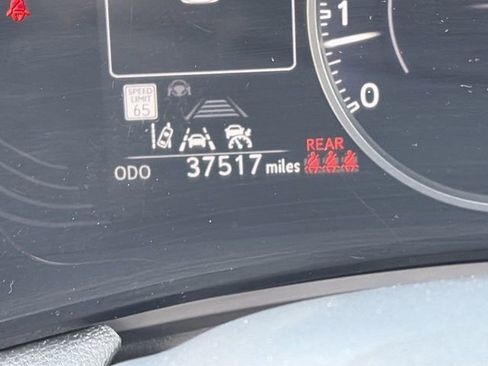 1
SPEED
LIMIT
65
0
REAR
ODO 37517 miles